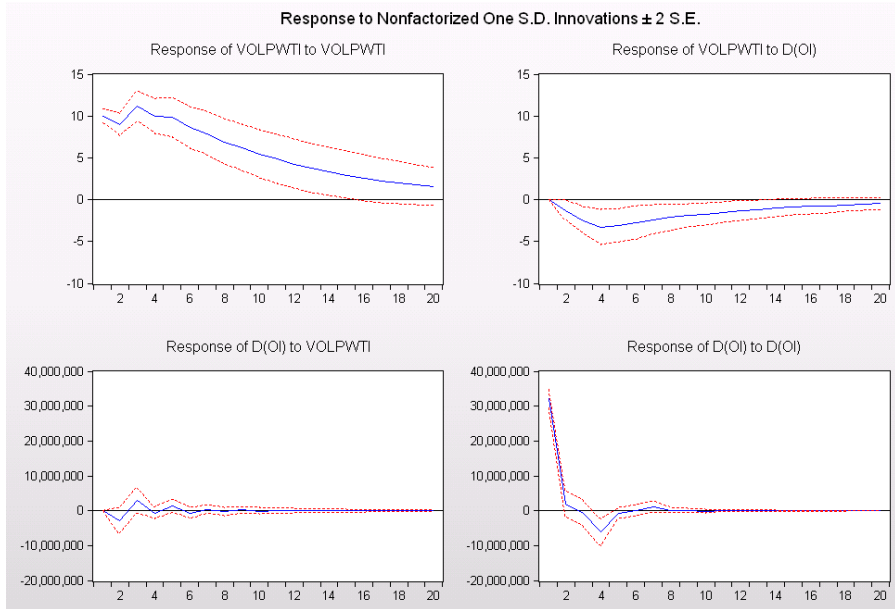 Response to Nonfactorized One S.D. Innovations ± 2 S.E.
Response of VOLPWTI to VOLPWTI
15
10
5
0
-5
-10
2 4 6 8 10 12 14 16 18 20
Response of VOLPWTI to D(OI)
15
10
5
0
-5
-10
2 4 6 8 10 12 14 16 18 20
Response of D(OI) to VOLPWTI
40,000,000
30,000,000
20,000,000
10,000,000
0
-10,000,000
-20,000,000
2 4 6 8 10 12 14 16 18 20
Response of D(OI) to D(OI)
40,000,000
30,000,000
20,000,000
10,000,000
0
-10,000,000
-20,000,000
2 4 6 8 10 12 14 16 18 20